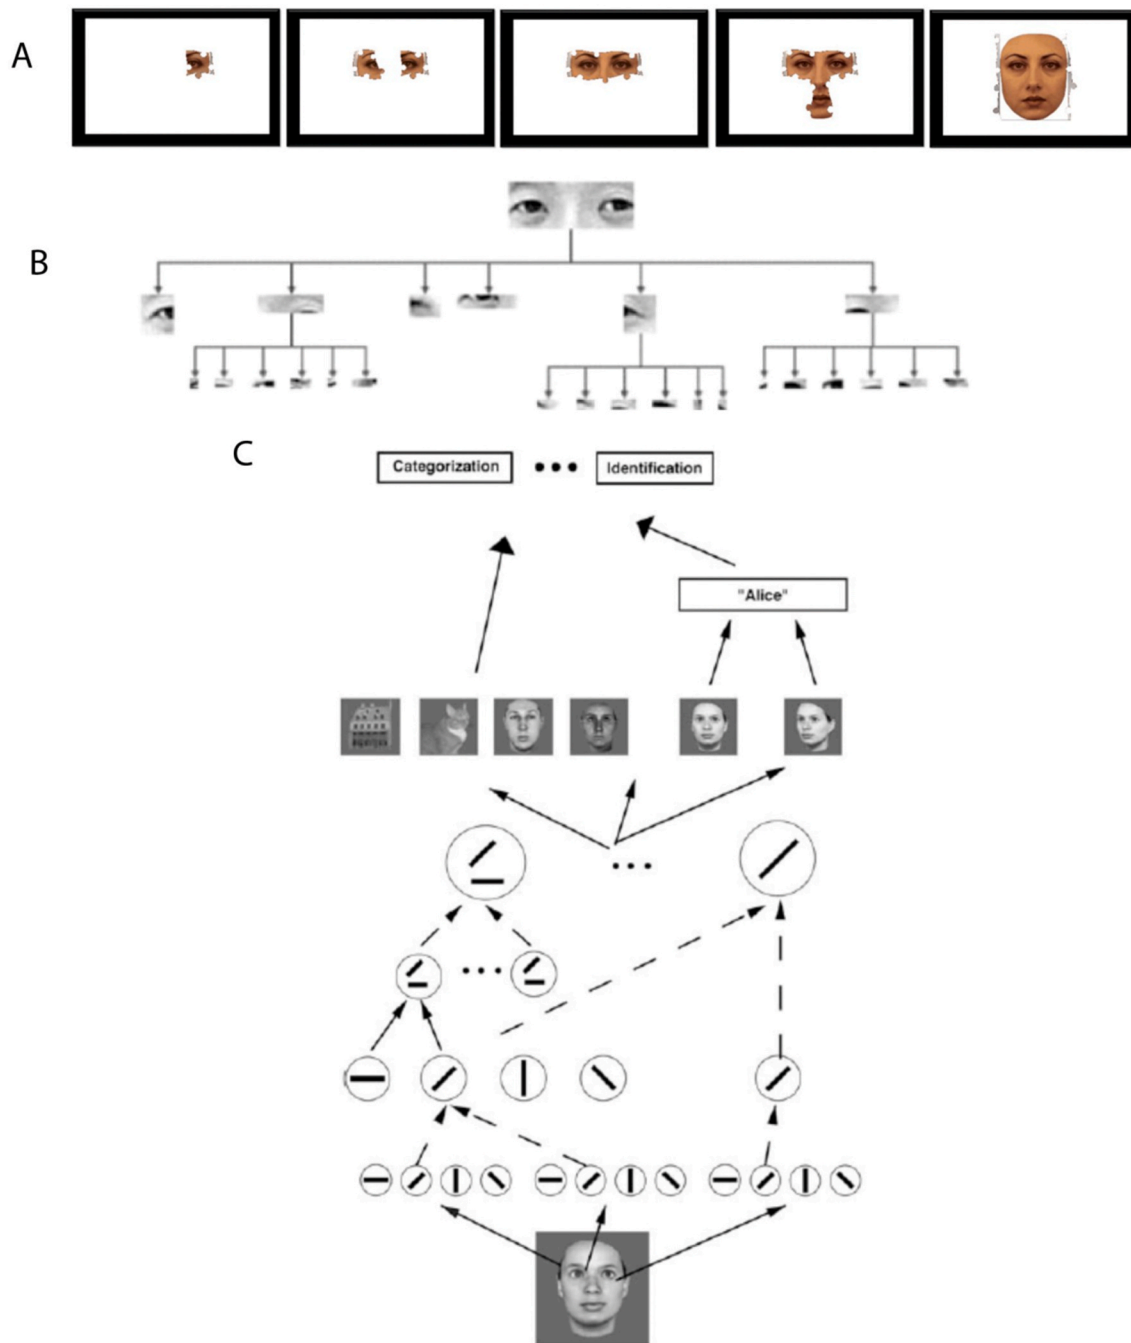 A
B
C
Categorization ••• Identification
"Alice"
•••
•••